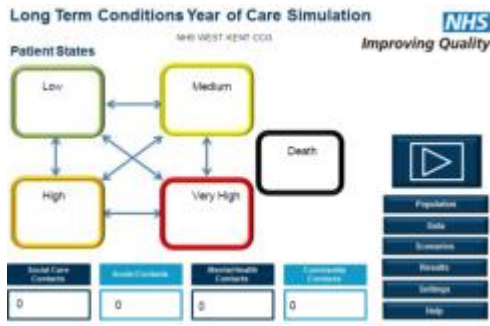 Long Term Conditions Year of Care Simulation
NHS
NHS WEST KENT CCG
Improving Quality
Patient States
Low
Medium
Death
High
Very High
Population
Data
Scenarios
Results
Settings
Help
Social Care Contacts
Acute Contacts
Mental Health Contacts
Community Contacts
0
0
0
0